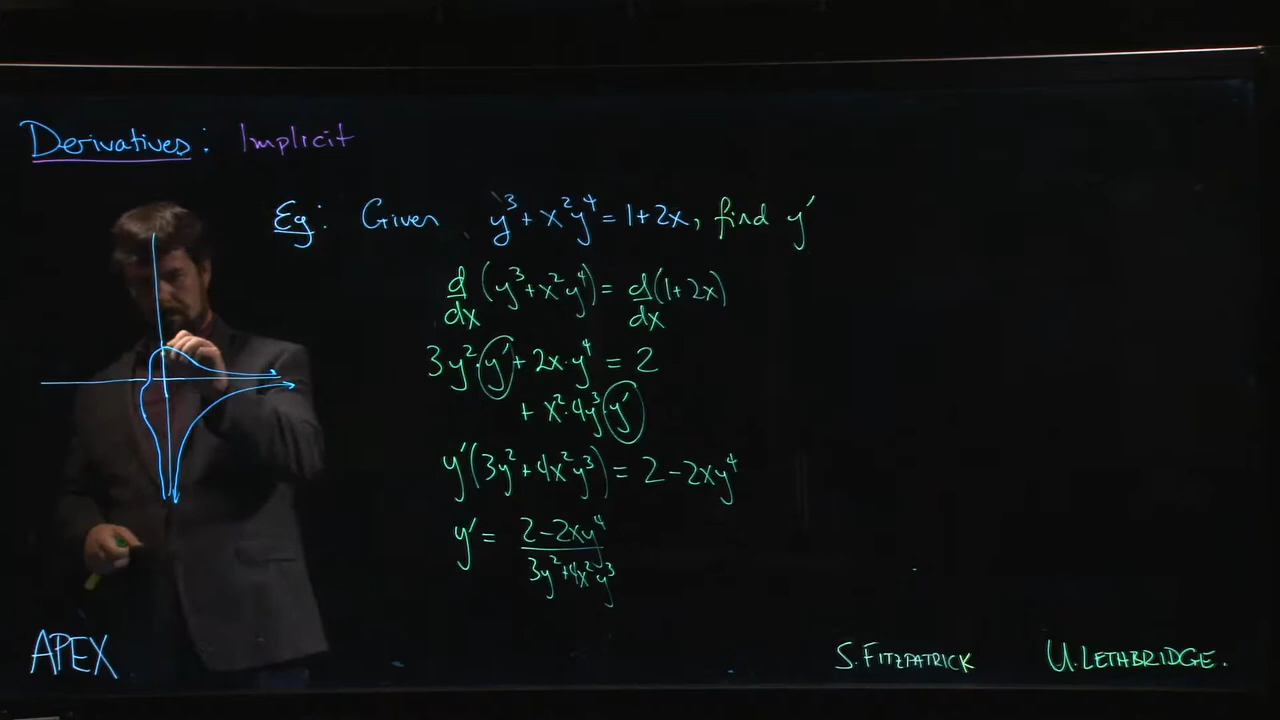 Derivatives: Implicit
Eg: Given y³ + x²y⁴ = 1 + 2x, find y′
d/dx (y³ + x²y⁴) = d/dx (1 + 2x)
3y²·y′ + 2x·y⁴ = 2
+ x²·4y³·y′
y′(3y² + 4x²y³) = 2 − 2xy⁴
y′ = (2 − 2xy⁴)/(3y² + 4x²y³)
APEX
S. FITZPATRICK U. LETHBRIDGE.